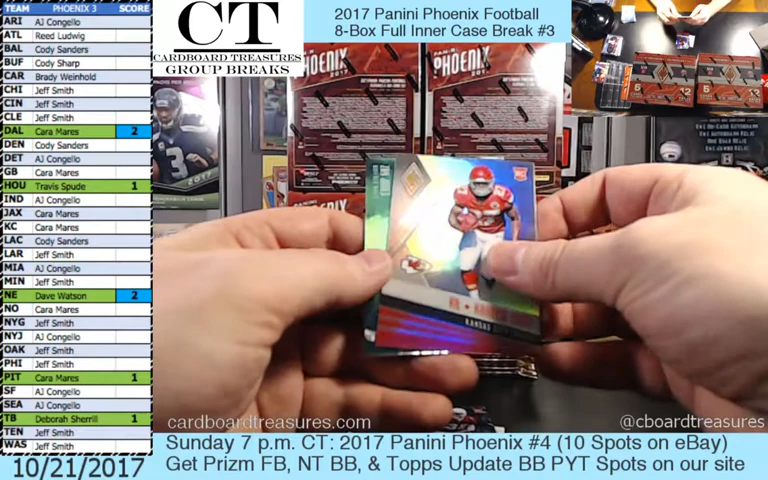 TEAM PHOENIX 3 SCORE
ARI AJ Congello
ATL Reed Ludwig
BAL Cody Sanders
BUF Cody Sharp
CAR Brady Weinhold
CHI Jeff Smith
CIN Jeff Smith
CLE Jeff Smith
DAL Cara Mares 2
DEN Cody Sanders
DET AJ Congello
GB Cara Mares
HOU Travis Spude 1
IND AJ Congello
JAX Cara Mares
KC Cara Mares
LAC Cody Sanders
LAR Jeff Smith
MIA AJ Congello
MIN Jeff Smith
NE Dave Watson 2
NO Cara Mares
NYG Jeff Smith
NYJ AJ Congello
OAK Jeff Smith
PHI Jeff Smith
PIT Cara Mares 1
SF AJ Congello
SEA AJ Congello
TB Deborah Sherrill 1
TEN Jeff Smith
WAS Jeff Smith
10/21/2017
CT
CARDBOARD TREASURES
GROUP BREAKS
2017 Panini Phoenix Football
8-Box Full Inner Case Break #3
PHOENIX
2017
PHOENIX
2017
KANSAS
cardboardtreasures.com
@cboardtreasures
Sunday 7 p.m. CT: 2017 Panini Phoenix #4 (10 Spots on eBay)
Get Prizm FB, NT BB, & Topps Update BB PYT Spots on our site